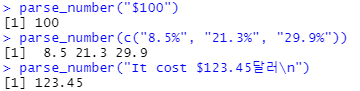 > parse_number("$100")
[1] 100
> parse_number(c("8.5%", "21.3%", "29.9%"))
[1]  8.5 21.3 29.9
> parse_number("It cost $123.45달러\n")
[1] 123.45